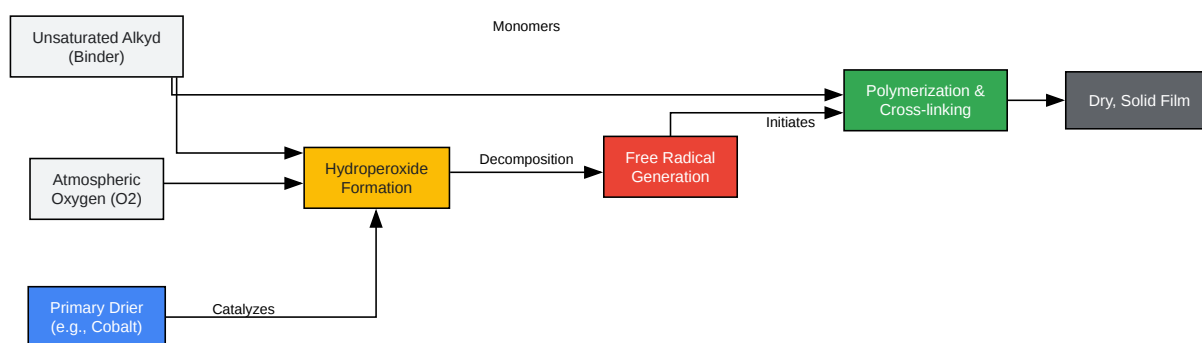 Monomers
Unsaturated Alkyd
(Binder)
Polymerization &
Cross-linking
Dry, Solid Film
Initiates
Decomposition
Free Radical
Generation
Hydroperoxide
Formation
Atmospheric
Oxygen (O2)
Primary Drier
(e.g., Cobalt)
Catalyzes